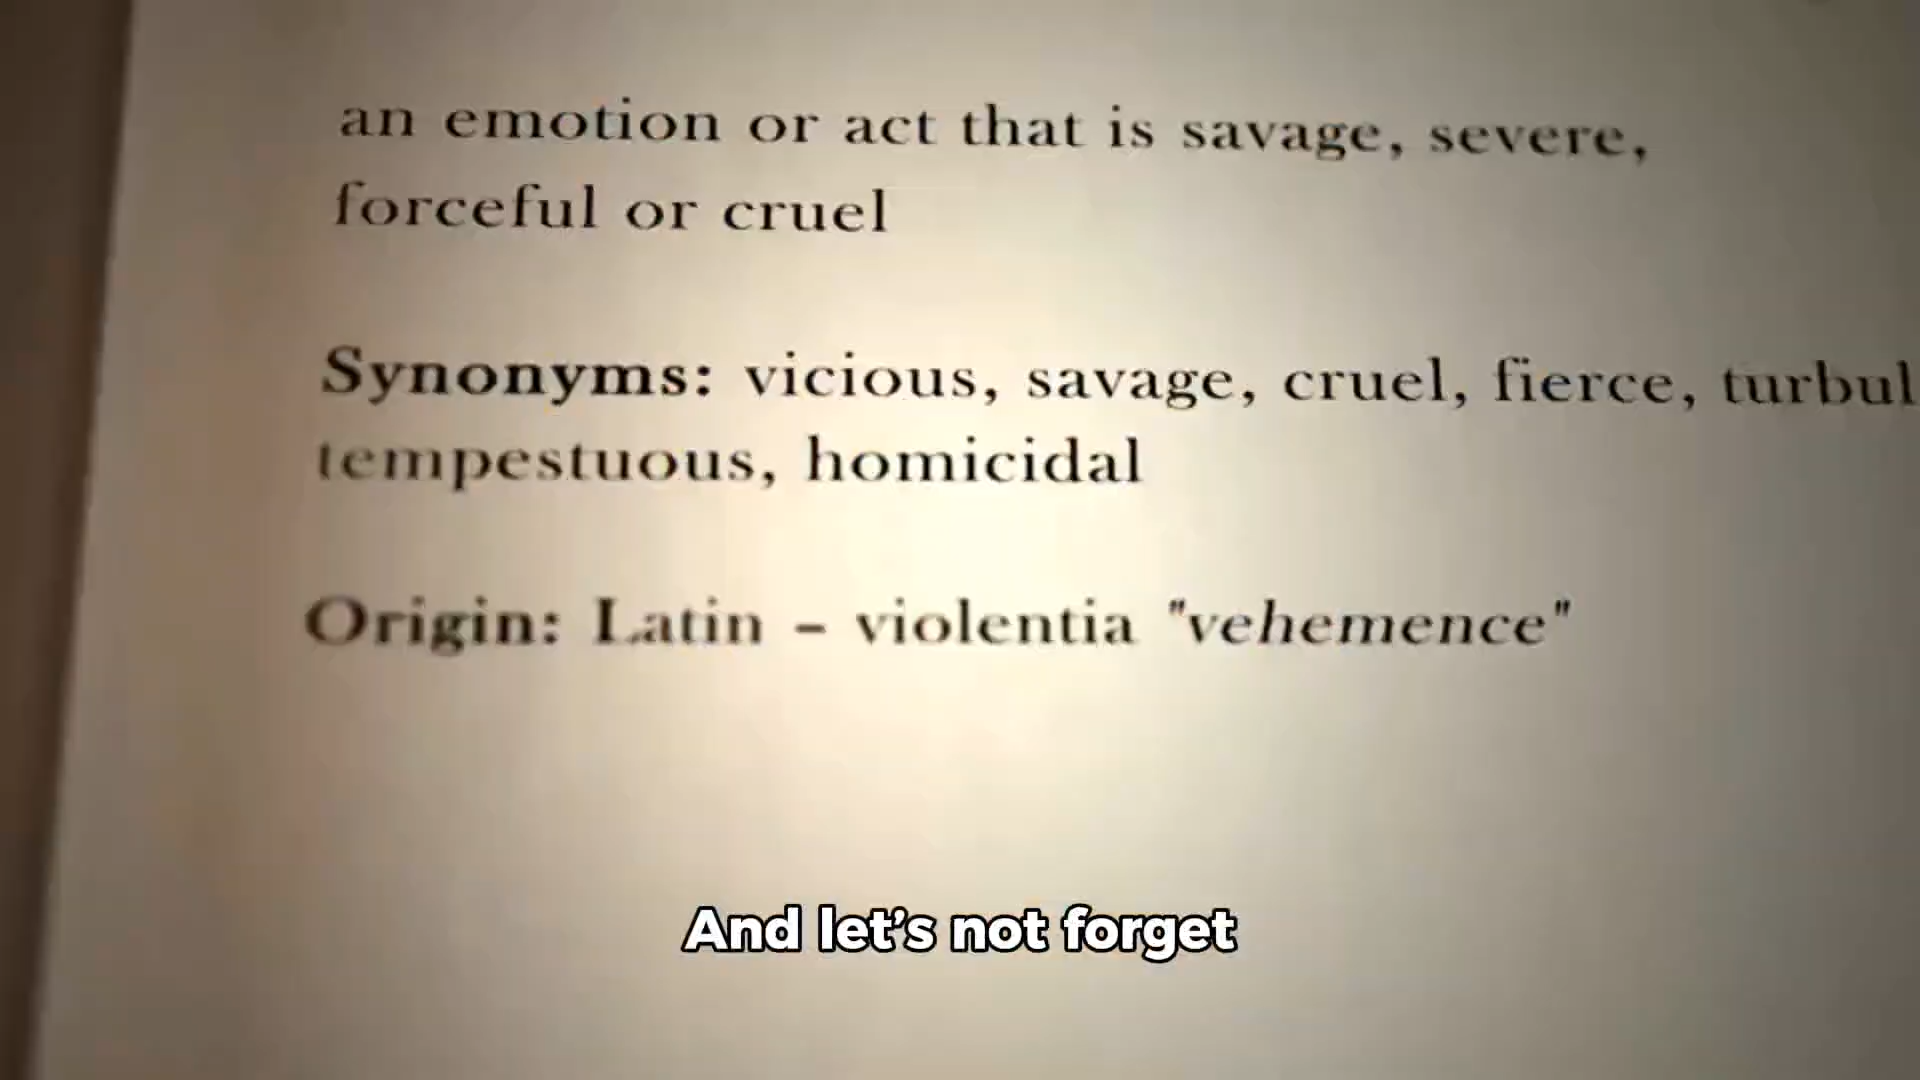 an emotion or act that is savage, severe,
forceful or cruel
Synonyms: vicious, savage, cruel, fierce, turbul
tempestuous, homicidal
Origin: Latin – violentia "vehemence"
And let's not forget